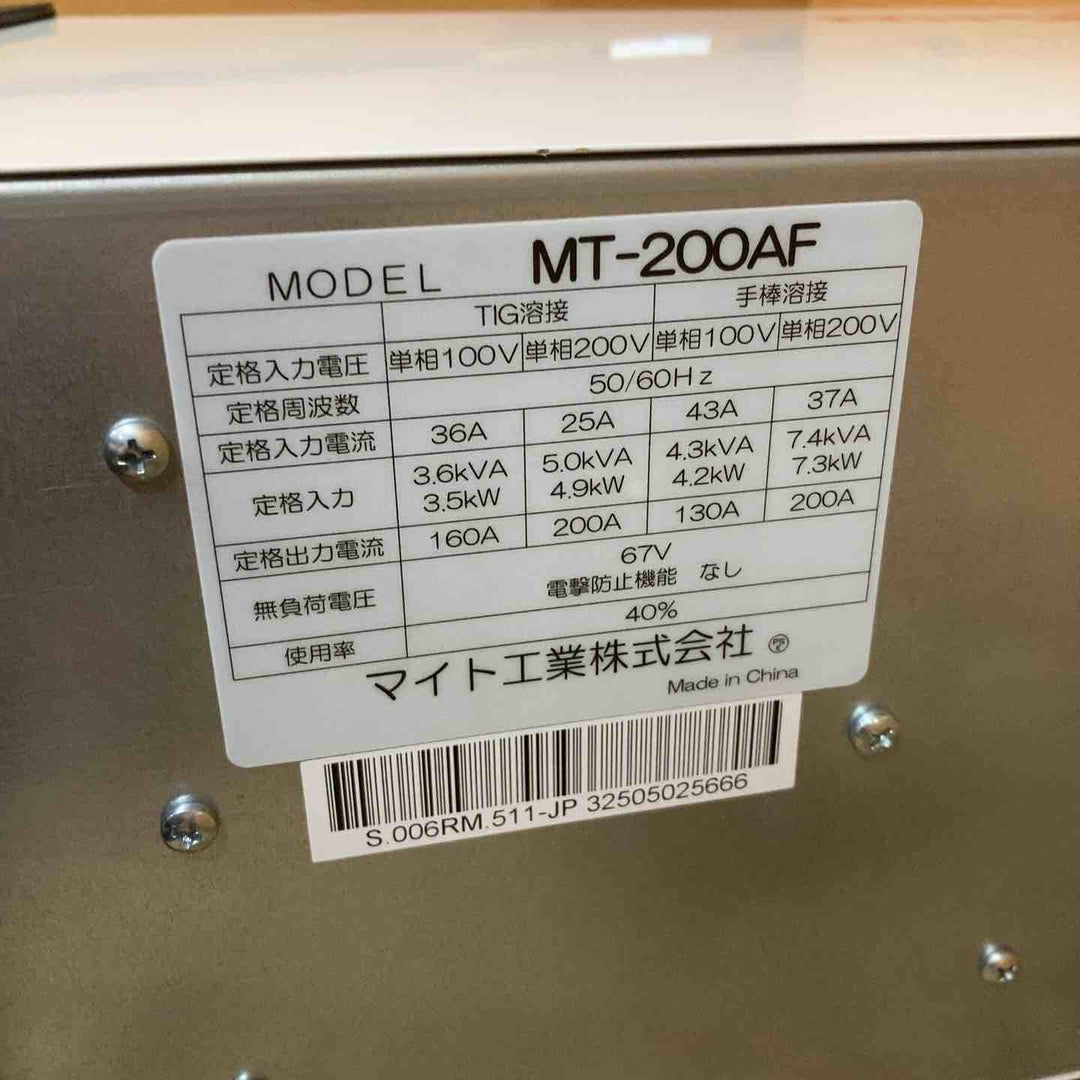 MODEL MT-200AF
TIG溶接 手棒溶接
定格入力電圧 単相100V 単相200V 単相100V 単相200V
定格周波数 50/60Hz
定格入力電流 36A 25A 43A 37A
定格入力 3.6kVA 5.0kVA 4.3kVA 7.4kVA
3.5kW 4.9kW 4.2kW 7.3kW
定格出力電流 160A 200A 130A 200A
無負荷電圧 67V
電撃防止機能 なし
使用率 40%
マイト工業株式会社
Made in China
S.006RM.511-JP 32505025666